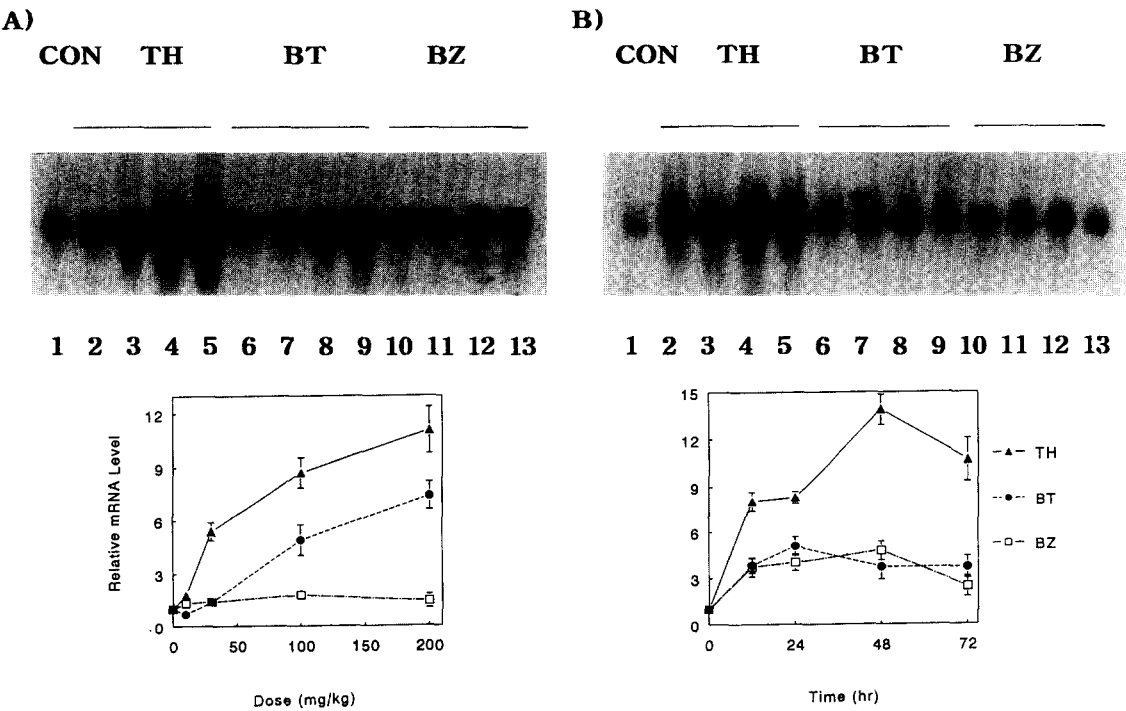 A)
CON TH BT BZ
1 2 3 4 5 6 7 8 9 10 11 12 13
12
9
6
3
0
Relative mRNA Level
0 50 100 150 200
Dose (mg/kg)
B)
CON TH BT BZ
1 2 3 4 5 6 7 8 9 10 11 12 13
15
12
9
6
3
0
0 24 48 72
Time (hr)
TH
BT
BZ